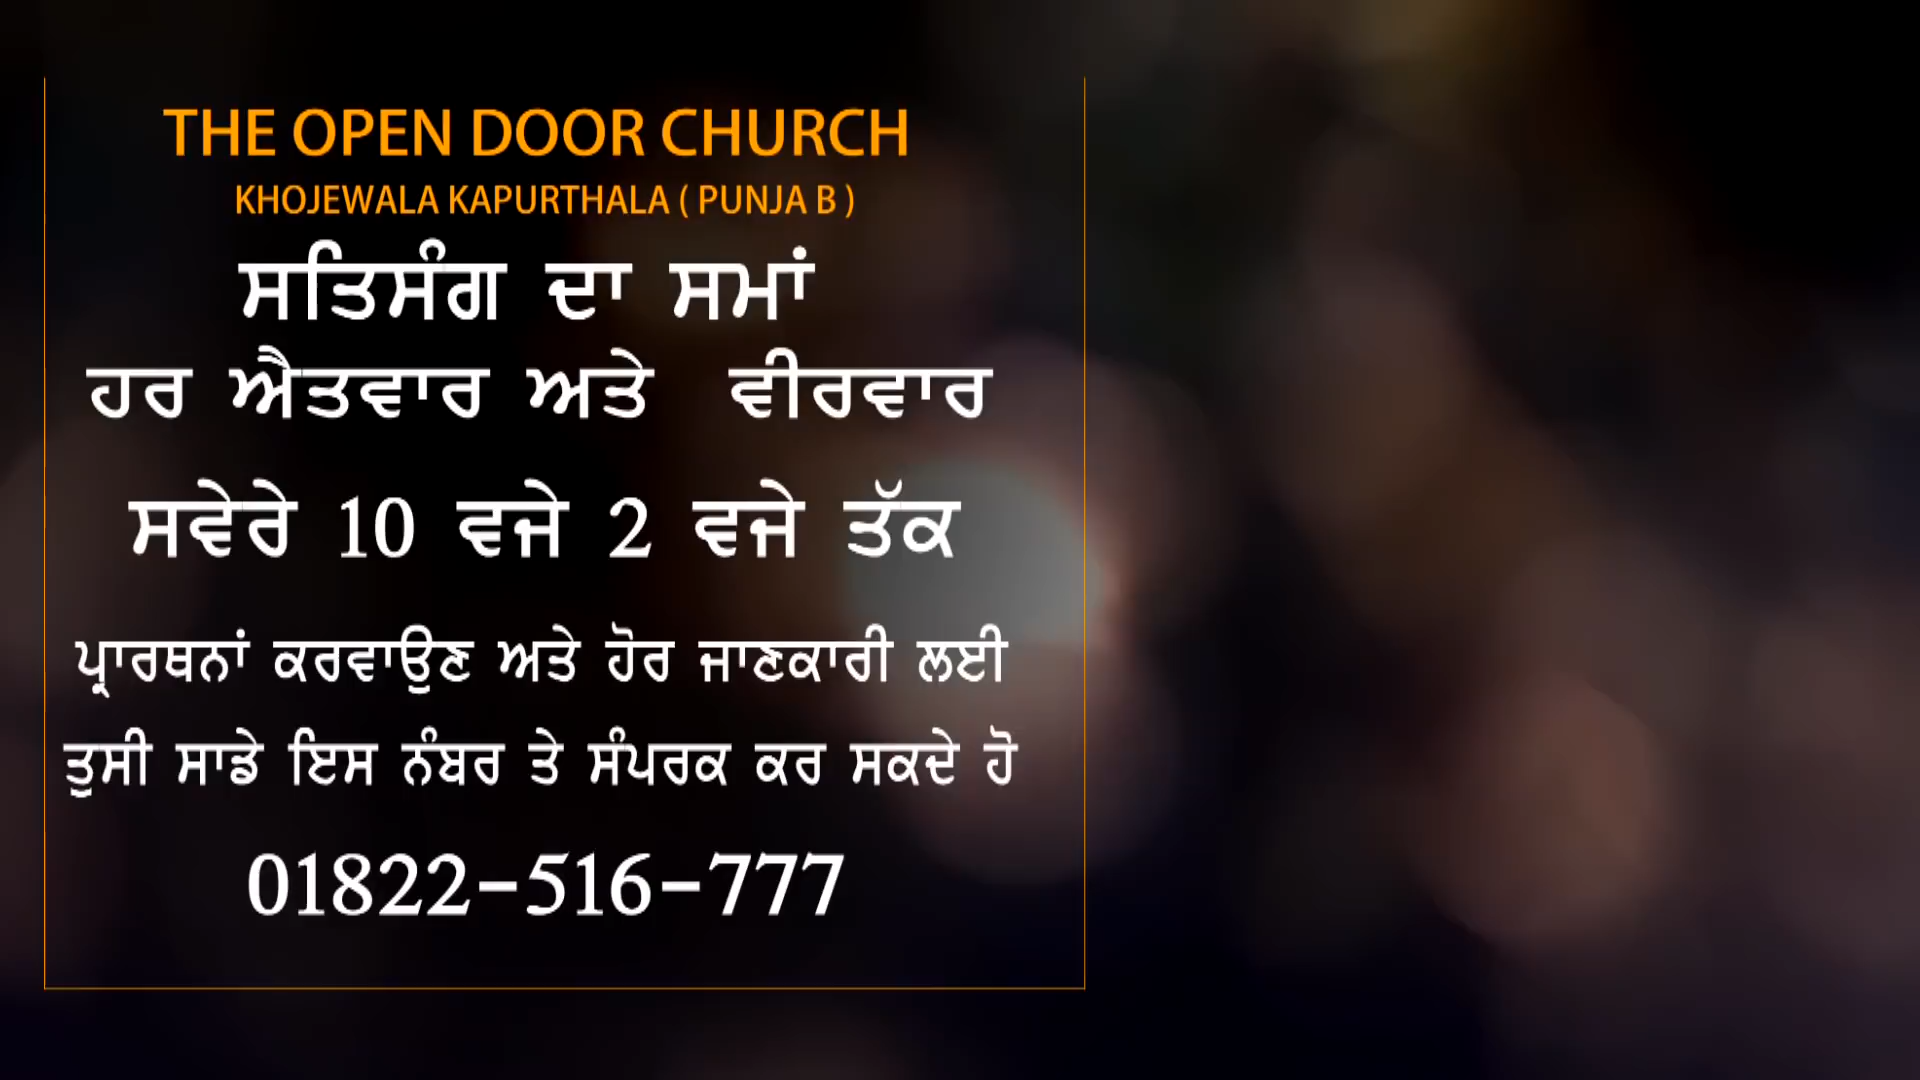 THE OPEN DOOR CHURCH
KHOJEWALA KAPURTHALA ( PUNJA B )
ਸਤਿਸੰਗ ਦਾ ਸਮਾਂ
ਹਰ ਐਤਵਾਰ ਅਤੇ ਵੀਰਵਾਰ
ਸਵੇਰੇ 10 ਵਜੇ 2 ਵਜੇ ਤੱਕ
ਪ੍ਰਾਰਥਨਾਂ ਕਰਵਾਉਣ ਅਤੇ ਹੋਰ ਜਾਣਕਾਰੀ ਲਈ
ਤੁਸੀ ਸਾਡੇ ਇਸ ਨੰਬਰ ਤੇ ਸੰਪਰਕ ਕਰ ਸਕਦੇ ਹੋ
01822-516-777